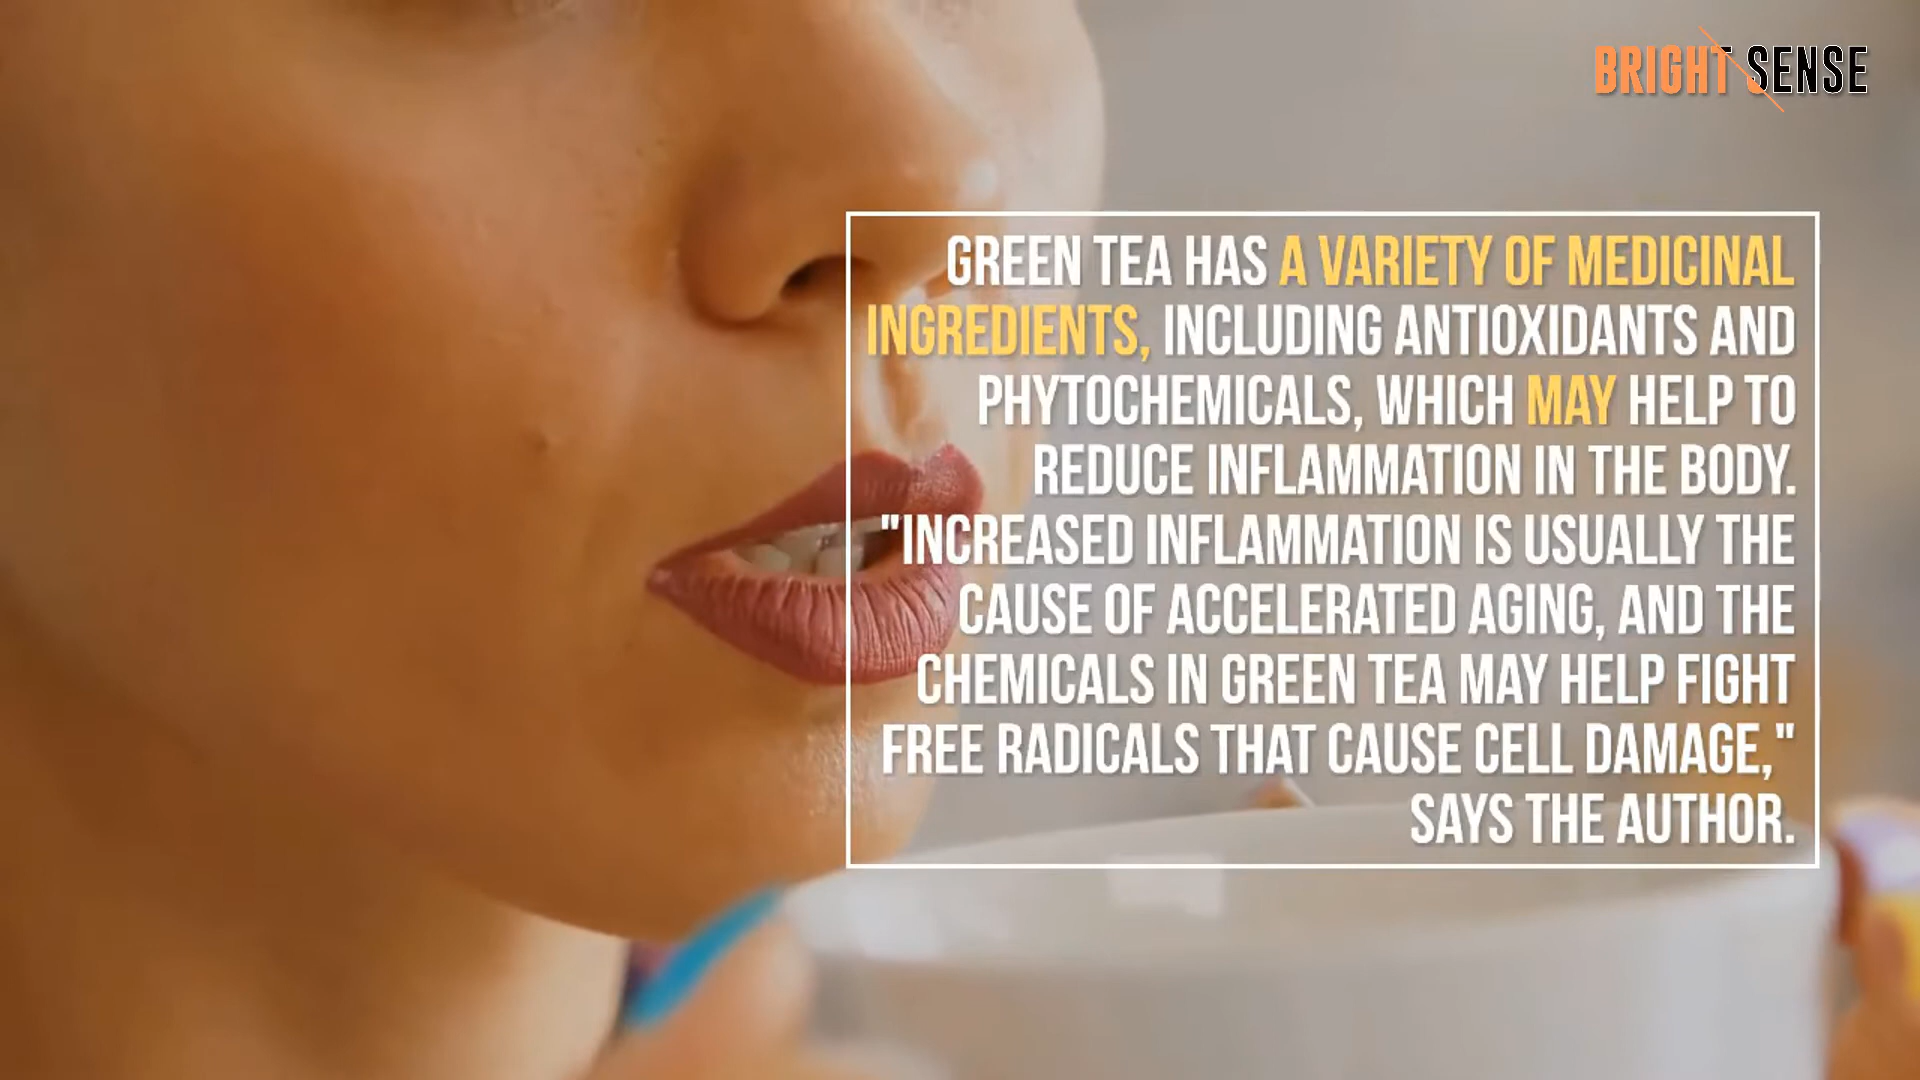 BRIGHT SENSE
GREEN TEA HAS A VARIETY OF MEDICINAL
INGREDIENTS, INCLUDING ANTIOXIDANTS AND
PHYTOCHEMICALS, WHICH MAY HELP TO
REDUCE INFLAMMATION IN THE BODY.
"INCREASED INFLAMMATION IS USUALLY THE
CAUSE OF ACCELERATED AGING, AND THE
CHEMICALS IN GREEN TEA MAY HELP FIGHT
FREE RADICALS THAT CAUSE CELL DAMAGE,"
SAYS THE AUTHOR.